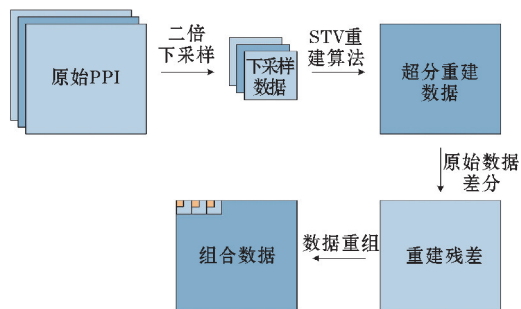 原始PPI
二倍
下采样
下采样
数据
STV重
建算法
超分重建
数据
原始数据
差分
重建残差
数据重组
组合数据